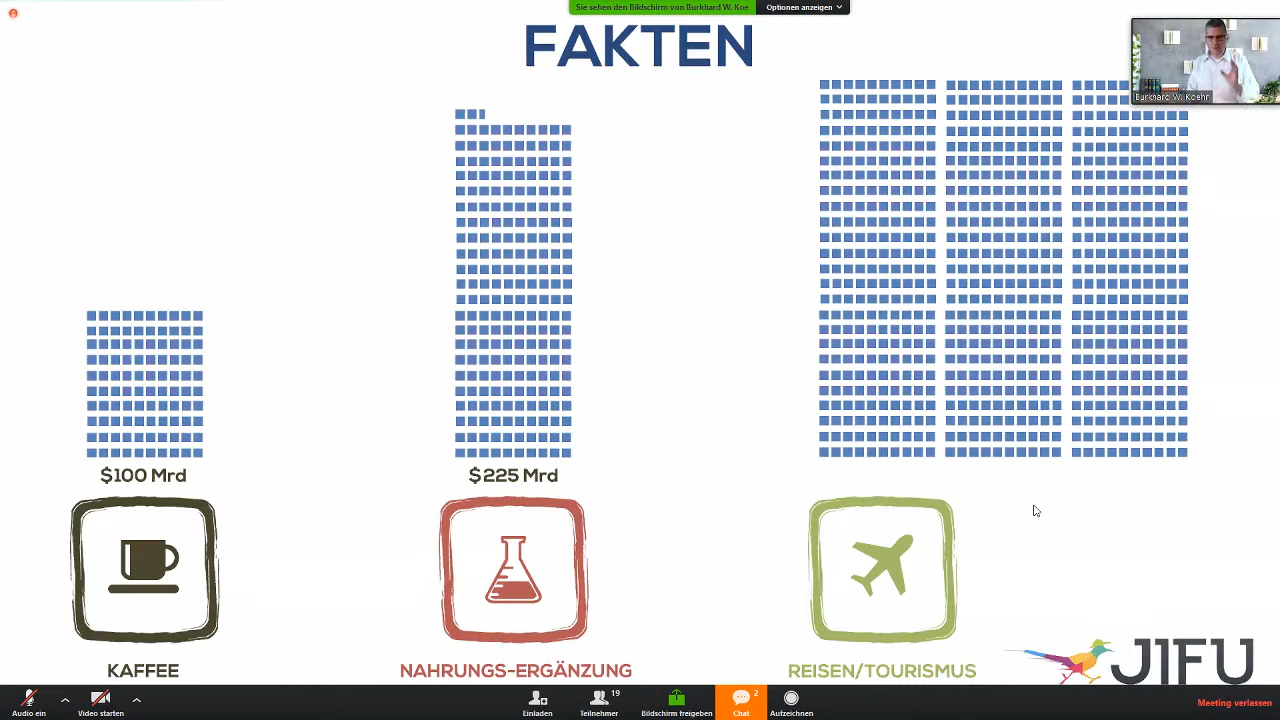 Sie sehen den Bildschirm von Burkhard W. Koe
Optionen anzeigen
FAKTEN
Burkhard W. Koehr
$100 Mrd
$225 Mrd
KAFFEE
NAHRUNGS-ERGÄNZUNG
REISEN/TOURISMUS
JIFU
Audio ein
Video starten
Einladen
Teilnehmer
19
Bildschirm freigeben
Chat
2
Aufzeichnen
Meeting verlassen